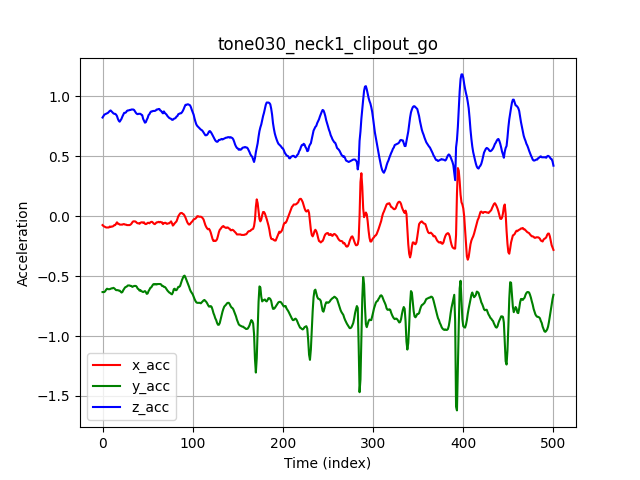 tone030_neck1_clipout_go
1.0
0.5
0.0
−0.5
−1.0
−1.5
Acceleration
x_acc
y_acc
z_acc
0 100 200 300 400 500
Time (index)